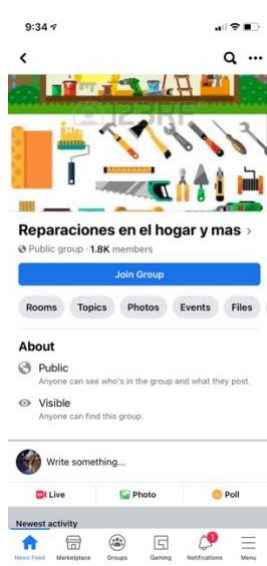 9:34
123RF
Reparaciones en el hogar y mas
Public group · 1.8K members
Join Group
Rooms Topics Photos Events Files
About
Public
Anyone can see who's in the group and what they post.
Visible
Anyone can find this group.
Write something...
Live Photo Poll
Newest activity
1
News Feed Marketplace Groups Gaming Notifications Menu